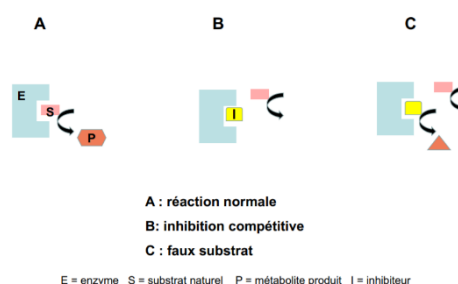 A B C
E S P I
A : réaction normale
B: inhibition compétitive
C : faux substrat
E = enzyme S = substrat naturel P = métabolite produit I = inhibiteur